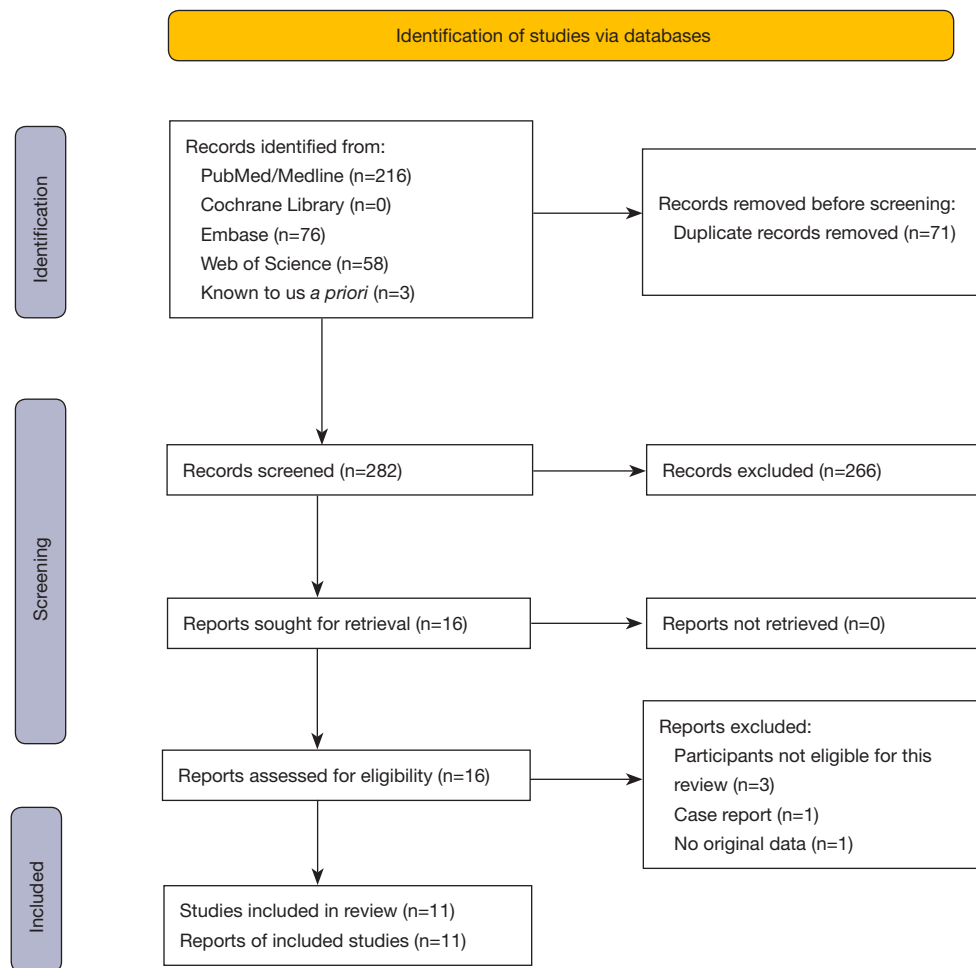 Identification of studies via databases
Identification
Records identified from:
PubMed/Medline (n=216)
Cochrane Library (n=0)
Embase (n=76)
Web of Science (n=58)
Known to us a priori (n=3)
Records removed before screening:
Duplicate records removed (n=71)
Screening
Records screened (n=282)
Records excluded (n=266)
Reports sought for retrieval (n=16)
Reports not retrieved (n=0)
Reports assessed for eligibility (n=16)
Reports excluded:
Participants not eligible for this
review (n=3)
Case report (n=1)
No original data (n=1)
Included
Studies included in review (n=11)
Reports of included studies (n=11)